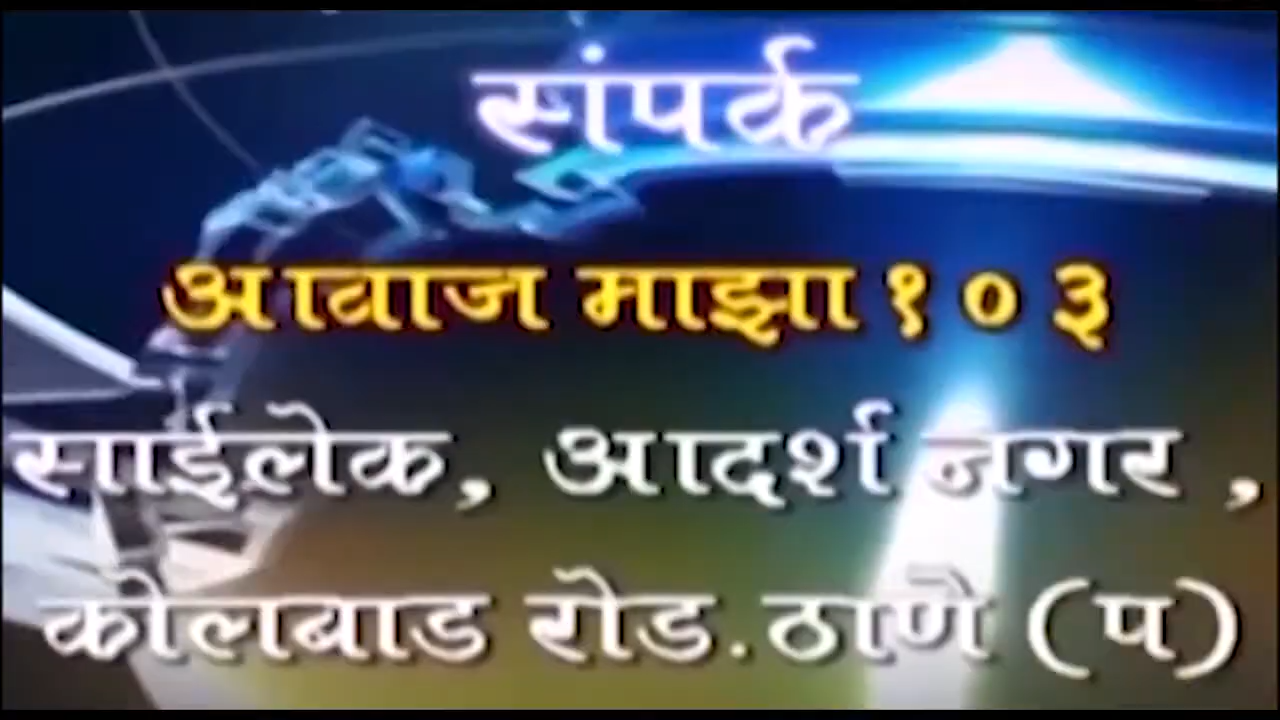 संपर्क
आवाज माझा १०३
साईलेक, आदर्श नगर ,
कोलबाड रोड.ठाणे (प)